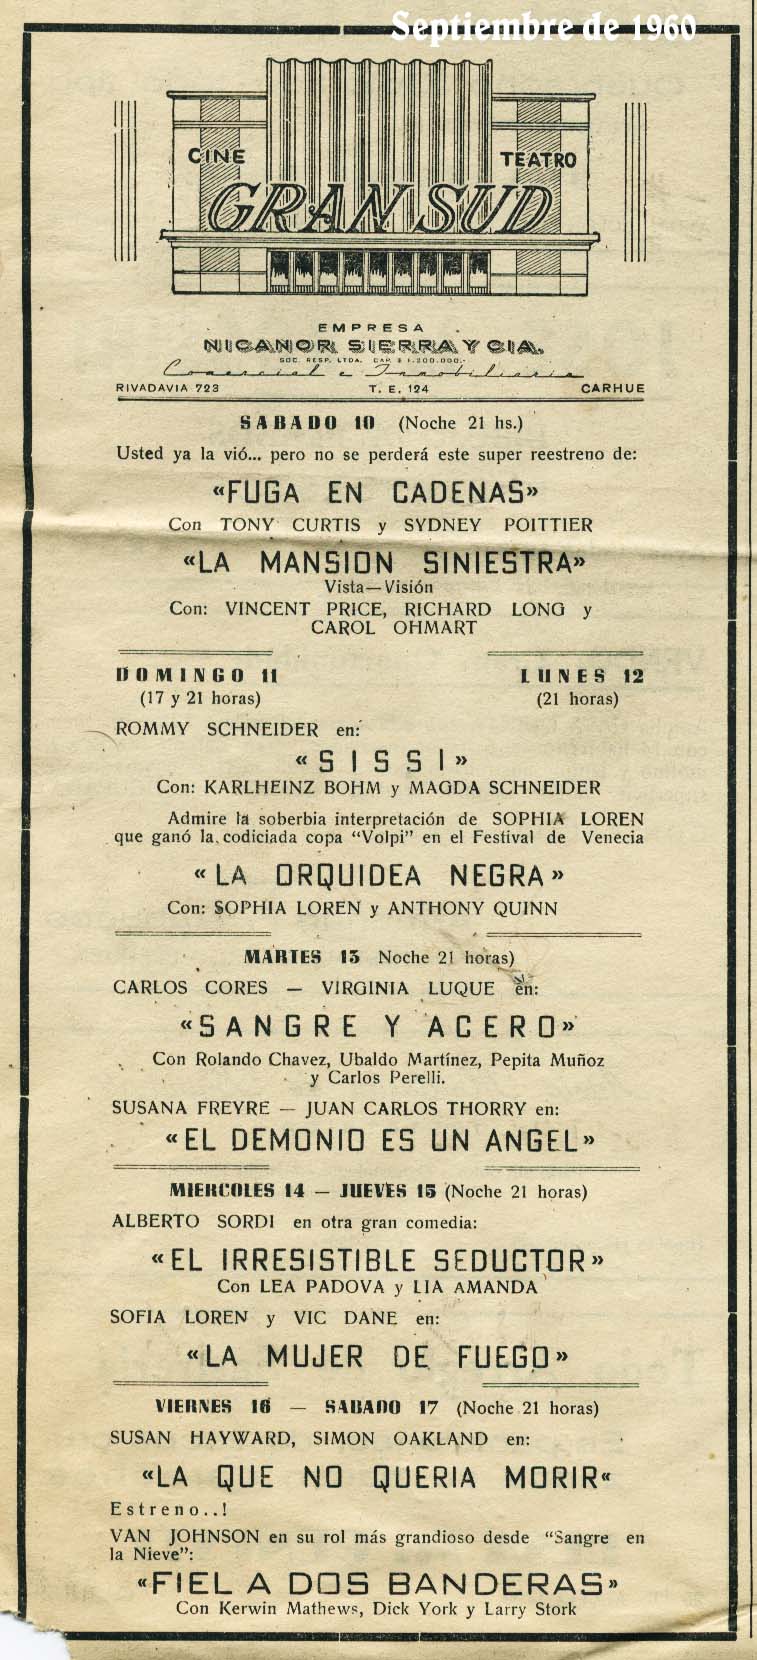 Septiembre de 1960
CINE TEATRO
GRAN SUD
EMPRESA
NICANOR SIERRA Y CIA.
SOC. RESP. LTDA. CAP. $ 1.200.000.-
Comercial e Inmobiliaria
RIVADAVIA 723 T. E. 124 CARHUE
SABADO 10 (Noche 21 hs.)
Usted ya la vió... pero no se perderá este super reestreno de:
«FUGA EN CADENAS»
Con TONY CURTIS y SYDNEY POITTIER
«LA MANSION SINIESTRA»
Vista—Visión
Con: VINCENT PRICE, RICHARD LONG y
CAROL OHMART
DOMINGO 11 LUNES 12
(17 y 21 horas) (21 horas)
ROMMY SCHNEIDER en:
«SISSI»
Con: KARLHEINZ BOHM y MAGDA SCHNEIDER
Admire la soberbia interpretación de SOPHIA LOREN
que ganó la codiciada copa "Volpi" en el Festival de Venecia
«LA ORQUIDEA NEGRA»
Con: SOPHIA LOREN y ANTHONY QUINN
MARTES 13 Noche 21 horas)
CARLOS CORES — VIRGINIA LUQUE en:
«SANGRE Y ACERO»
Con Rolando Chavez, Ubaldo Martínez, Pepita Muñoz
y Carlos Perelli.
SUSANA FREYRE — JUAN CARLOS THORRY en:
«EL DEMONIO ES UN ANGEL»
MIERCOLES 14 — JUEVES 15 (Noche 21 horas)
ALBERTO SORDI en otra gran comedia:
«EL IRRESISTIBLE SEDUCTOR»
Con LEA PADOVA y LIA AMANDA
SOFIA LOREN y VIC DANE en:
«LA MUJER DE FUEGO»
VIERNES 16 — SABADO 17 (Noche 21 horas)
SUSAN HAYWARD, SIMON OAKLAND en:
«LA QUE NO QUERIA MORIR«
Estreno..!
VAN JOHNSON en su rol más grandioso desde "Sangre en
la Nieve":
«FIEL A DOS BANDERAS»
Con Kerwin Mathews, Dick York y Larry Stork